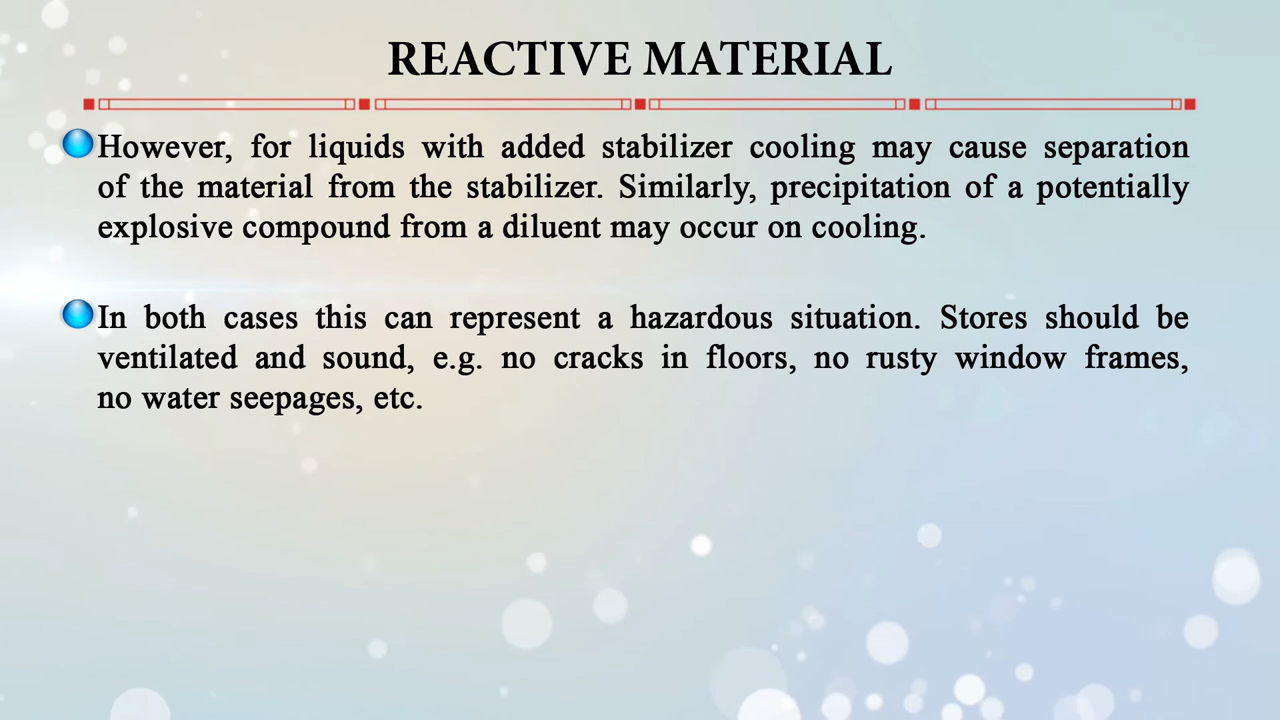 REACTIVE MATERIAL
However, for liquids with added stabilizer cooling may cause separation
of the material from the stabilizer. Similarly, precipitation of a potentially
explosive compound from a diluent may occur on cooling.
In both cases this can represent a hazardous situation. Stores should be
ventilated and sound, e.g. no cracks in floors, no rusty window frames,
no water seepages, etc.